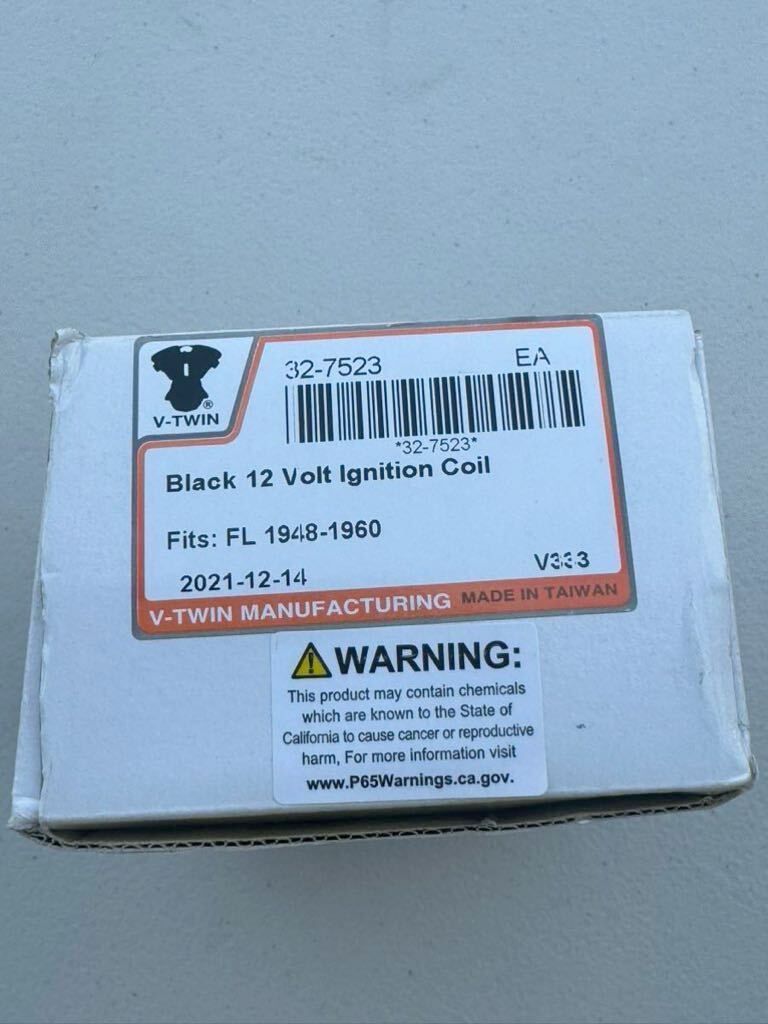 32-7523 EA
®
V-TWIN
*32-7523*
Black 12 Volt Ignition Coil
Fits: FL 1948-1960
2021-12-14 V333
V-TWIN MANUFACTURING MADE IN TAIWAN
WARNING:
This product may contain chemicals
which are known to the State of
California to cause cancer or reproductive
harm, For more information visit
www.P65Warnings.ca.gov.